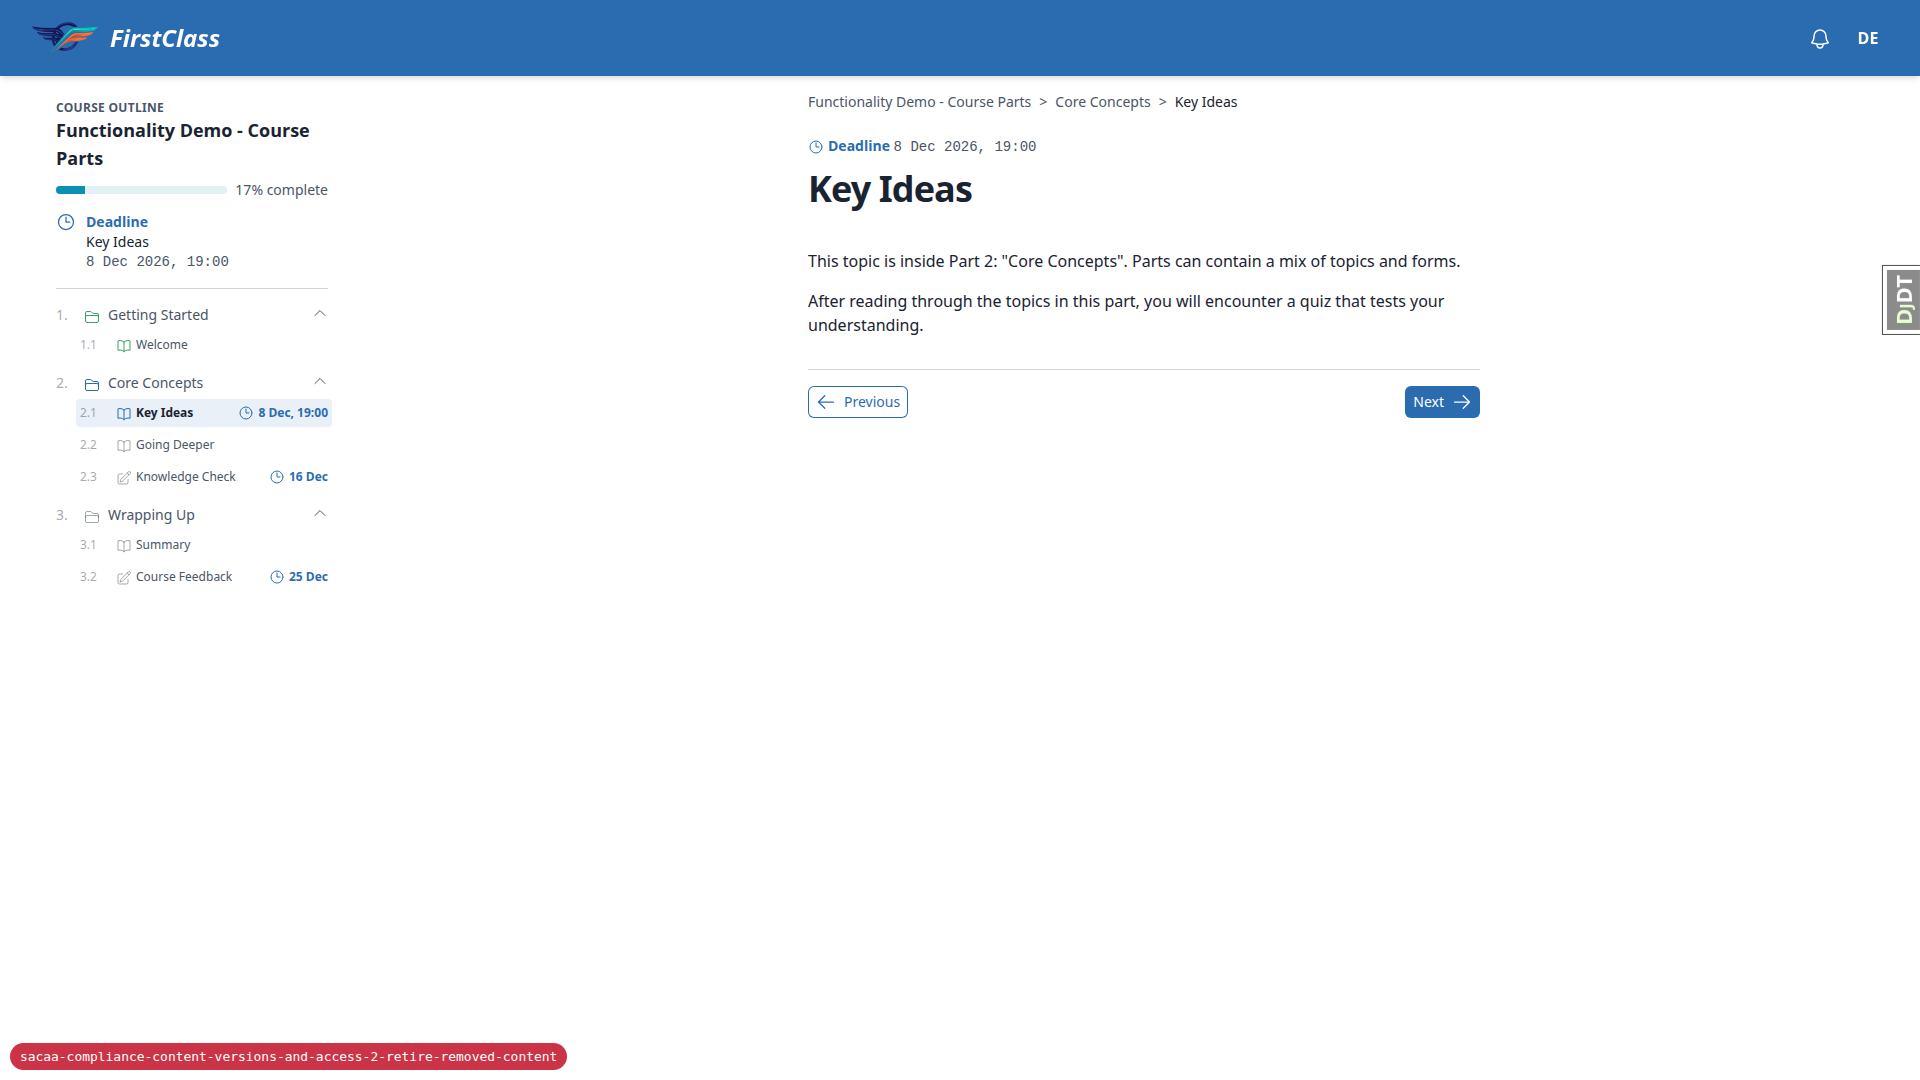 FirstClass
DE
COURSE OUTLINE
Functionality Demo - Course
Parts
17% complete
Deadline
Key Ideas
8 Dec 2026, 19:00
1. Getting Started
1.1 Welcome
2. Core Concepts
2.1 Key Ideas 8 Dec, 19:00
2.2 Going Deeper
2.3 Knowledge Check 16 Dec
3. Wrapping Up
3.1 Summary
3.2 Course Feedback 25 Dec
Functionality Demo - Course Parts > Core Concepts > Key Ideas
Deadline 8 Dec 2026, 19:00
Key Ideas
This topic is inside Part 2: "Core Concepts". Parts can contain a mix of topics and forms.
After reading through the topics in this part, you will encounter a quiz that tests your
understanding.
Previous
Next
DJDT
sacaa-compliance-content-versions-and-access-2-retire-removed-content